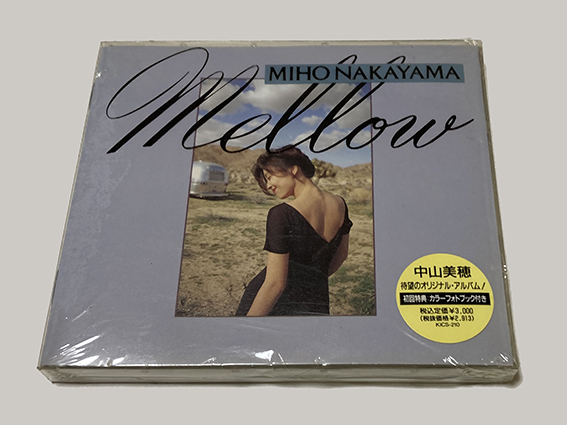 MIHO NAKAYAMA
Mellow
中山美穂
待望のオリジナル・アルバム!
初回特典 カラーフォトブック付き
税込定価¥3,000
(税抜価格¥2,913)
KICS-210